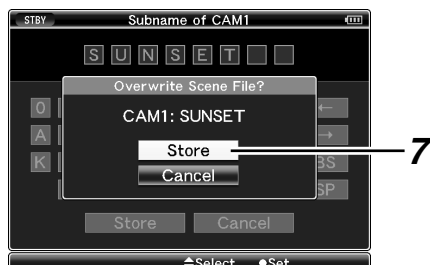 STBY Subname of CAM1
S U N S E T
Overwrite Scene File?
0 ←
CAM1: SUNSET
A →
Store 7
K BS
Cancel
SP
Store Cancel
Select ●Set